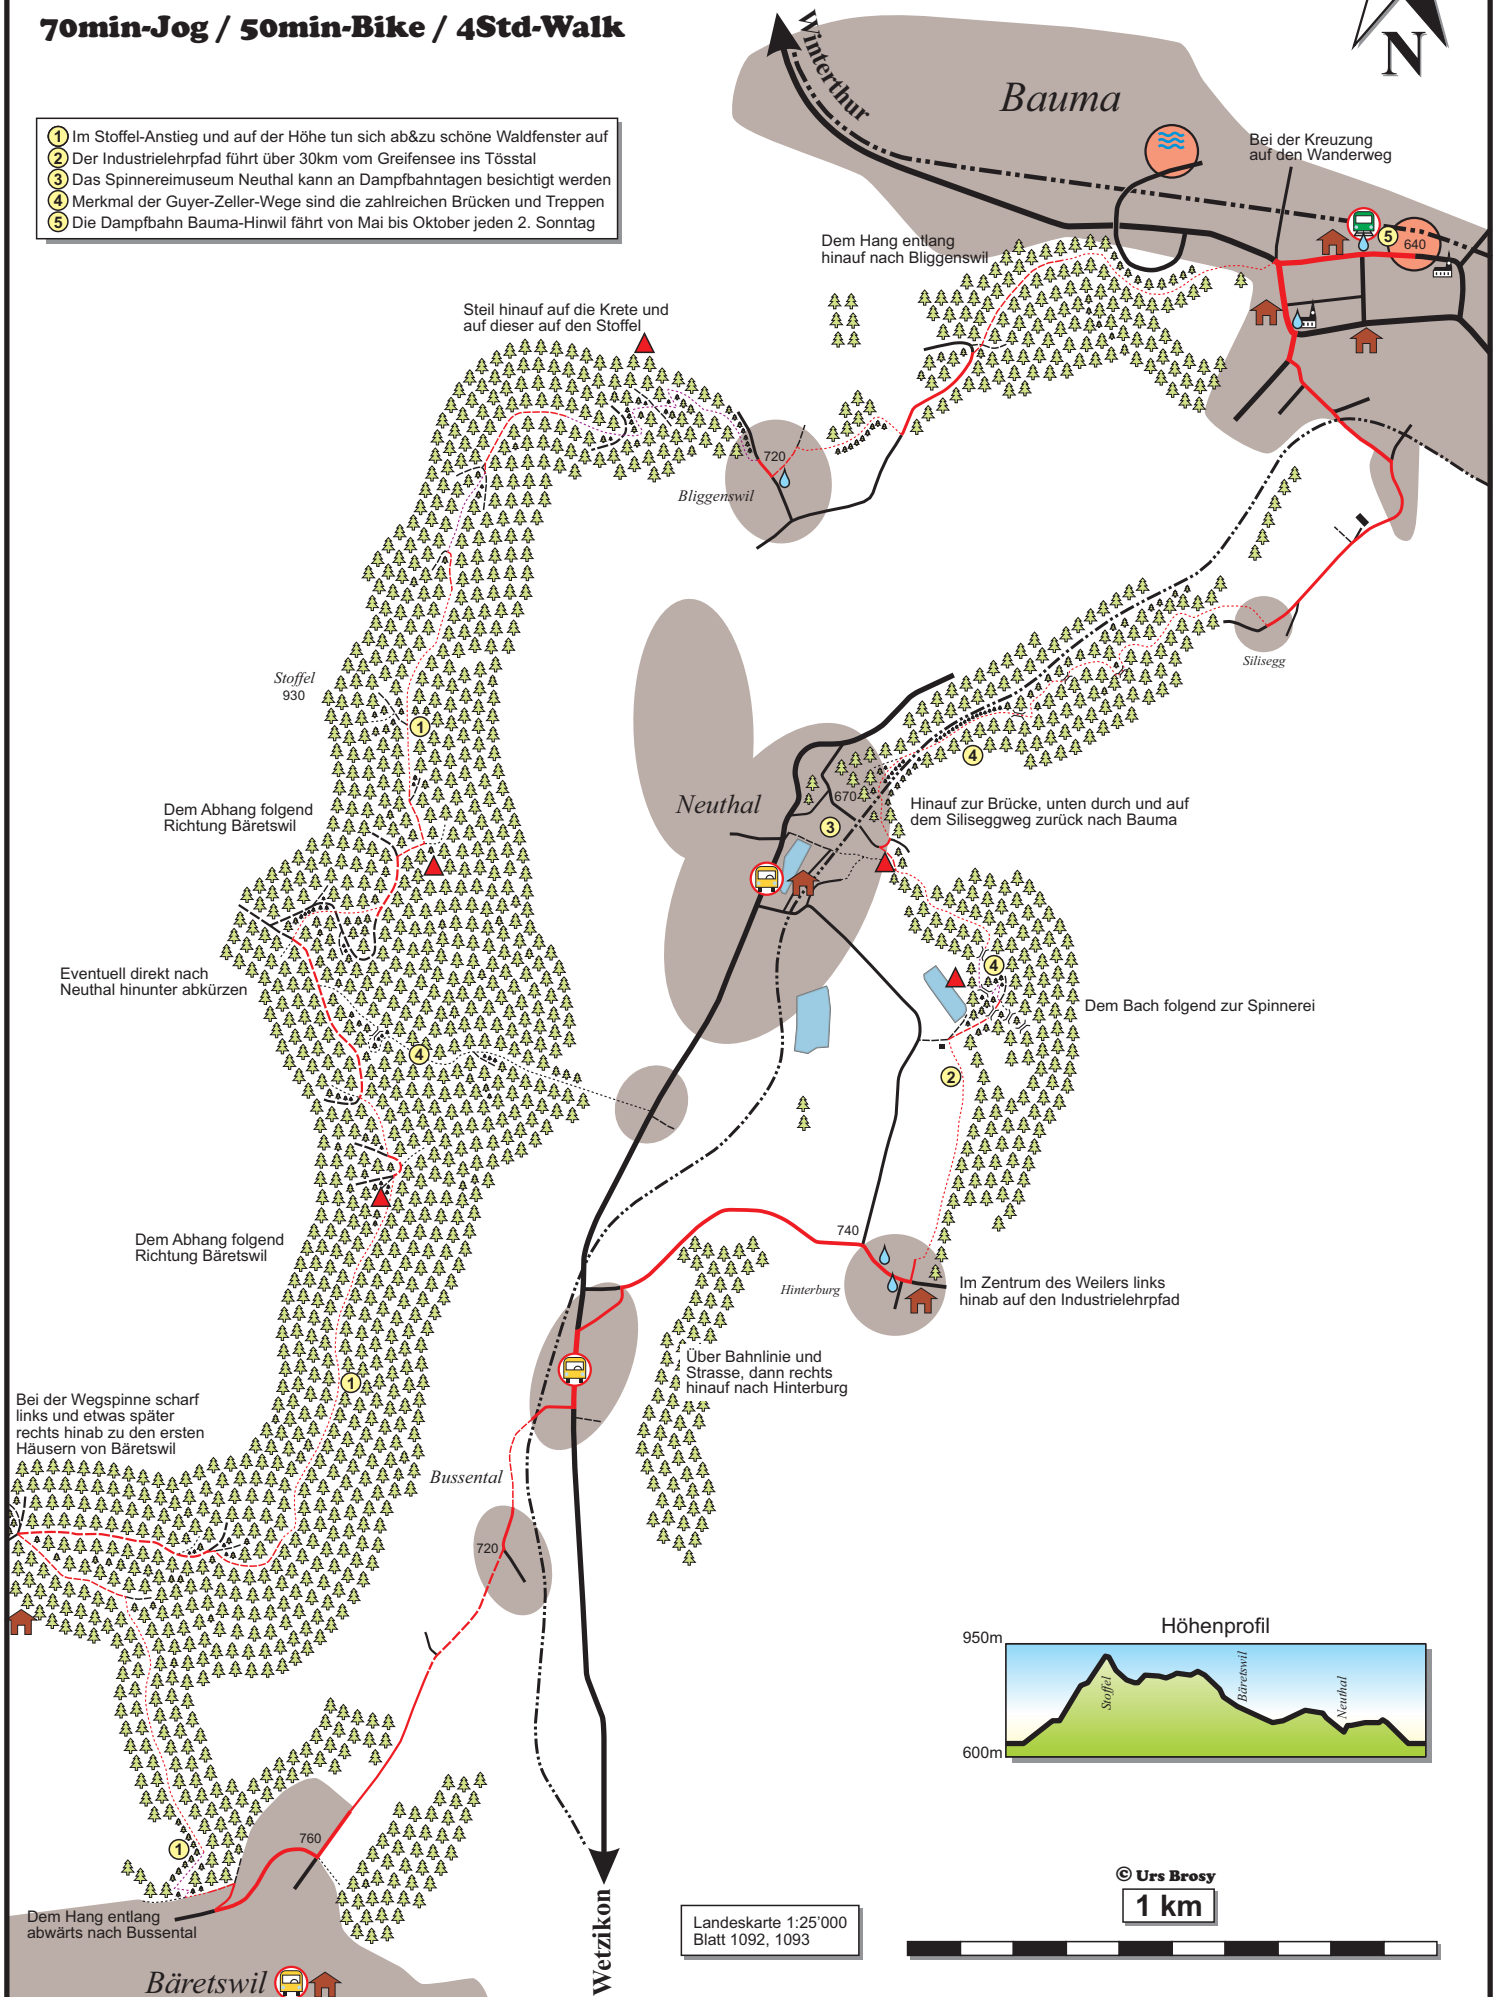 70min-Jog / 50min-Bike / 4Std-Walk
N
Winterthur
Bauma
1 Im Stoffel-Anstieg und auf der Höhe tun sich ab&zu schöne Waldfenster auf
2 Der Industrielehrpfad führt über 30km vom Greifensee ins Tösstal
3 Das Spinnereimuseum Neuthal kann an Dampfbahntagen besichtigt werden
4 Merkmal der Guyer-Zeller-Wege sind die zahlreichen Brücken und Treppen
5 Die Dampfbahn Bauma-Hinwil fährt von Mai bis Oktober jeden 2. Sonntag
Bei der Kreuzung
auf den Wanderweg
5
640
Dem Hang entlang
hinauf nach Bliggenswil
Steil hinauf auf die Krete und
auf dieser auf den Stoffel
720
Bliggenswil
Silisegg
Stoffel
930
1
4
Neuthal
670
3
Dem Abhang folgend
Richtung Bäretswil
Hinauf zur Brücke, unten durch und auf
dem Siliseggweg zurück nach Bauma
Eventuell direkt nach
Neuthal hinunter abkürzen
4
Dem Bach folgend zur Spinnerei
4
2
Dem Abhang folgend
Richtung Bäretswil
740
Hinterburg
Im Zentrum des Weilers links
hinab auf den Industrielehrpfad
Über Bahnlinie und
Strasse, dann rechts
hinauf nach Hinterburg
1
Bei der Wegspinne scharf
links und etwas später
rechts hinab zu den ersten
Häusern von Bäretswil
Bussental
720
Höhenprofil
950m
600m
Stoffel
Bäretswil
Neuthal
760
1
Dem Hang entlang
abwärts nach Bussental
Bäretswil
Wetzikon
Landeskarte 1:25'000
Blatt 1092, 1093
© Urs Brosy
1 km